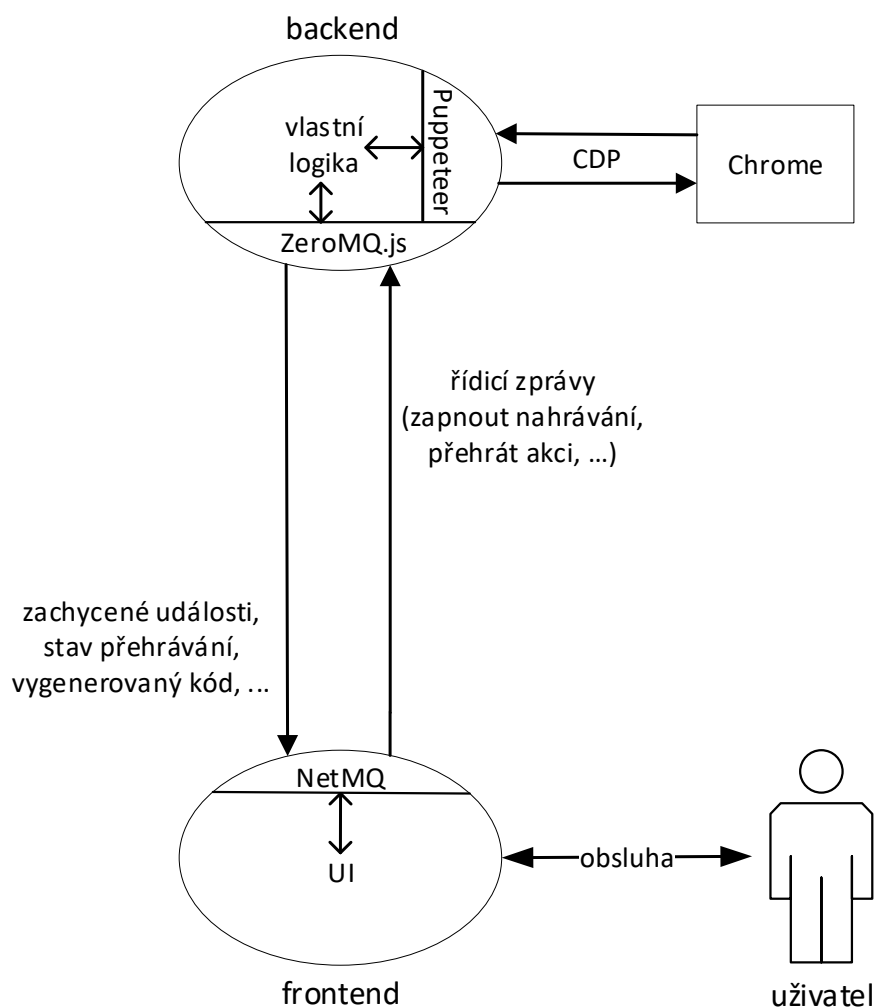 backend
Puppeteer
vlastní
logika
CDP
Chrome
ZeroMQ.js
řídicí zprávy
(zapnout nahrávání,
přehrát akci, ...)
zachycené události,
stav přehrávání,
vygenerovaný kód, ...
NetMQ
UI
obsluha
frontend
uživatel